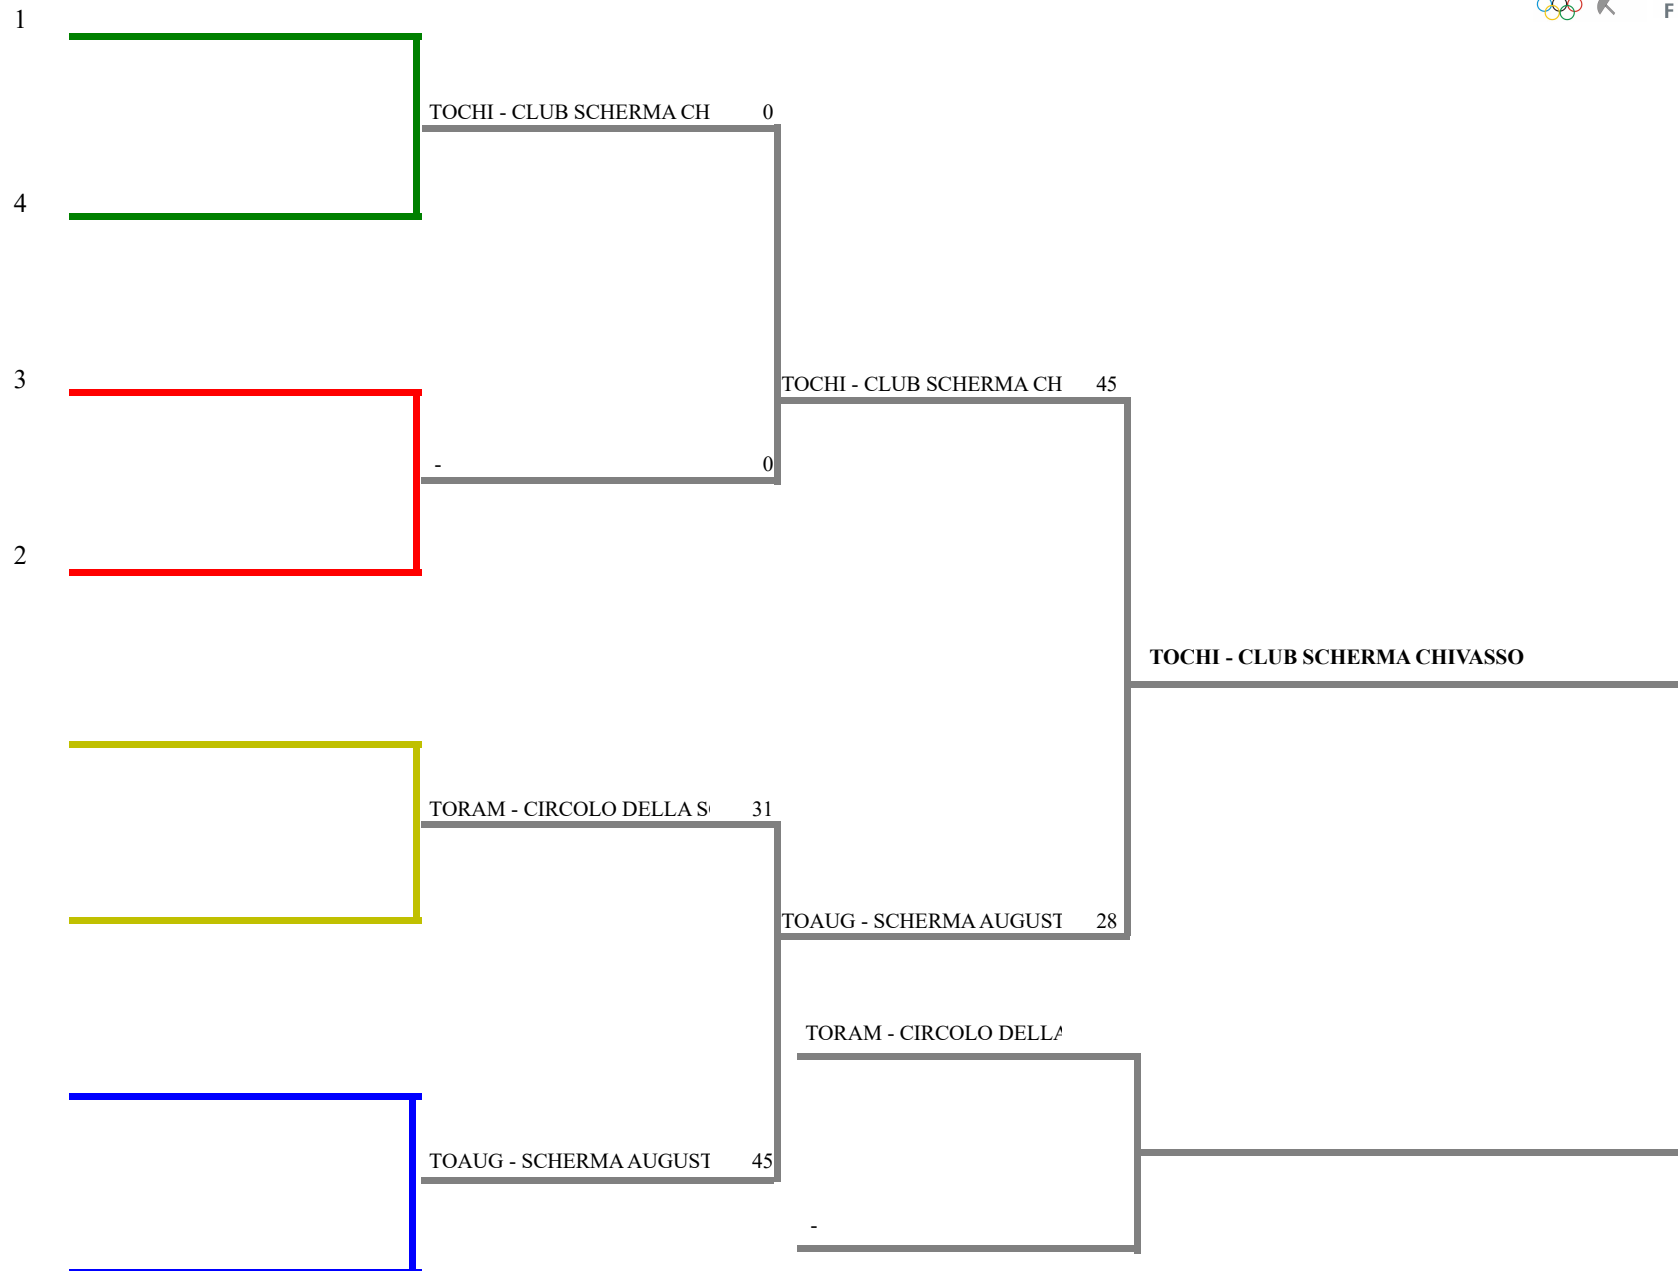 F
1
TOCHI - CLUB SCHERMA CH 0
4
3
TOCHI - CLUB SCHERMA CH 45
- 0
2
TOCHI - CLUB SCHERMA CHIVASSO
TORAM - CIRCOLO DELLA 31
TOAUG - SCHERMA AUGUST 28
TORAM - CIRCOLO DELLA
TOAUG - SCHERMA AUGUST 45
-